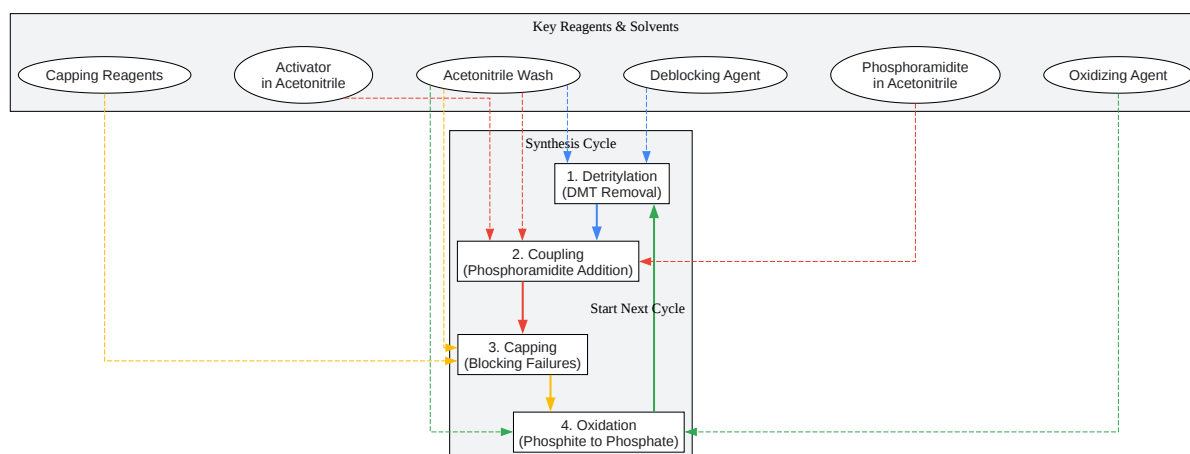 Key Reagents & Solvents
Capping Reagents
Activator
in Acetonitrile
Acetonitrile Wash
Deblocking Agent
Phosphoramidite
in Acetonitrile
Oxidizing Agent
Synthesis Cycle
1. Detritylation
(DMT Removal)
2. Coupling
(Phosphoramidite Addition)
Start Next Cycle
3. Capping
(Blocking Failures)
4. Oxidation
(Phosphite to Phosphate)